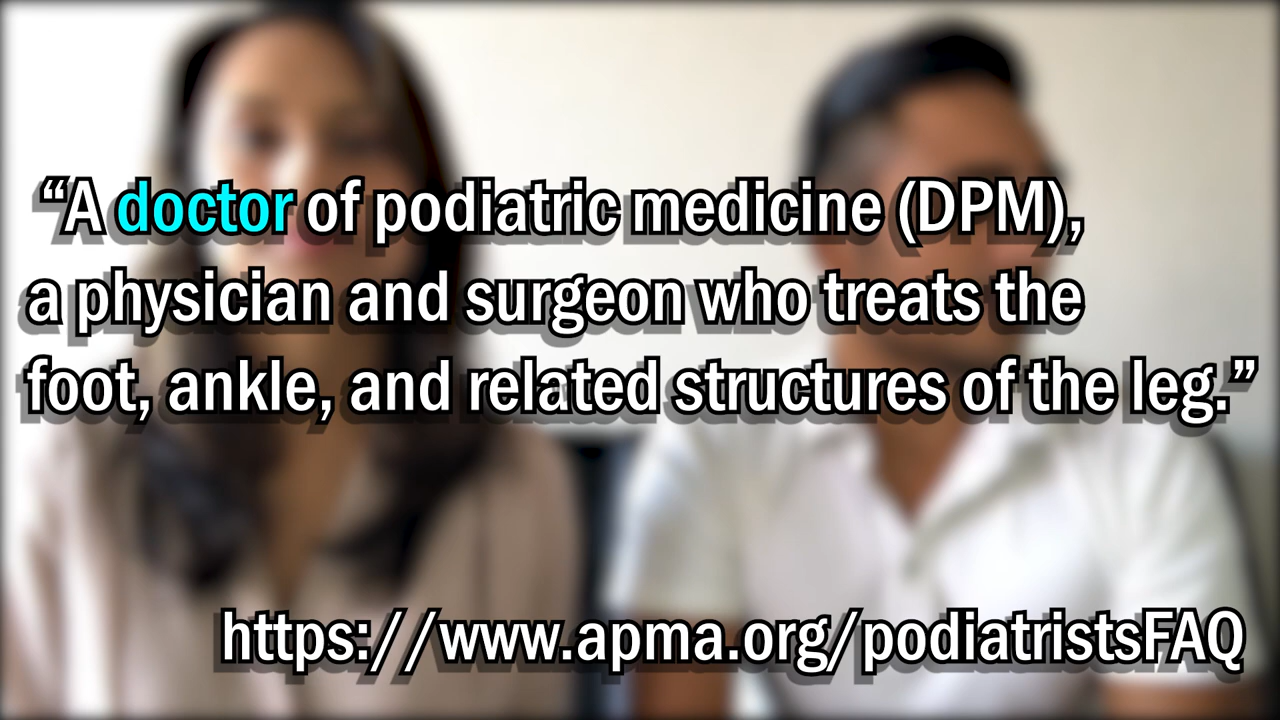 “A doctor of podiatric medicine (DPM),
a physician and surgeon who treats the
foot, ankle, and related structures of the leg.”
https://www.apma.org/podiatristsFAQ